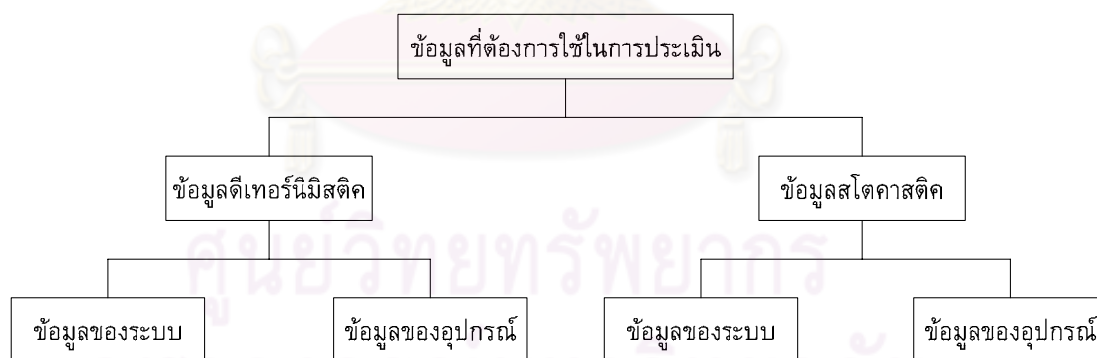 ข้อมูลที่ต้องการใช้ในการประเมิน
ข้อมูลดีเทอร์นิมิสติค
ข้อมูลสโตคาสติค
ศูนย์วิทยทรัพยากร
ข้อมูลของระบบ
ข้อมูลของอุปกรณ์
ข้อมูลของระบบ
ข้อมูลของอุปกรณ์